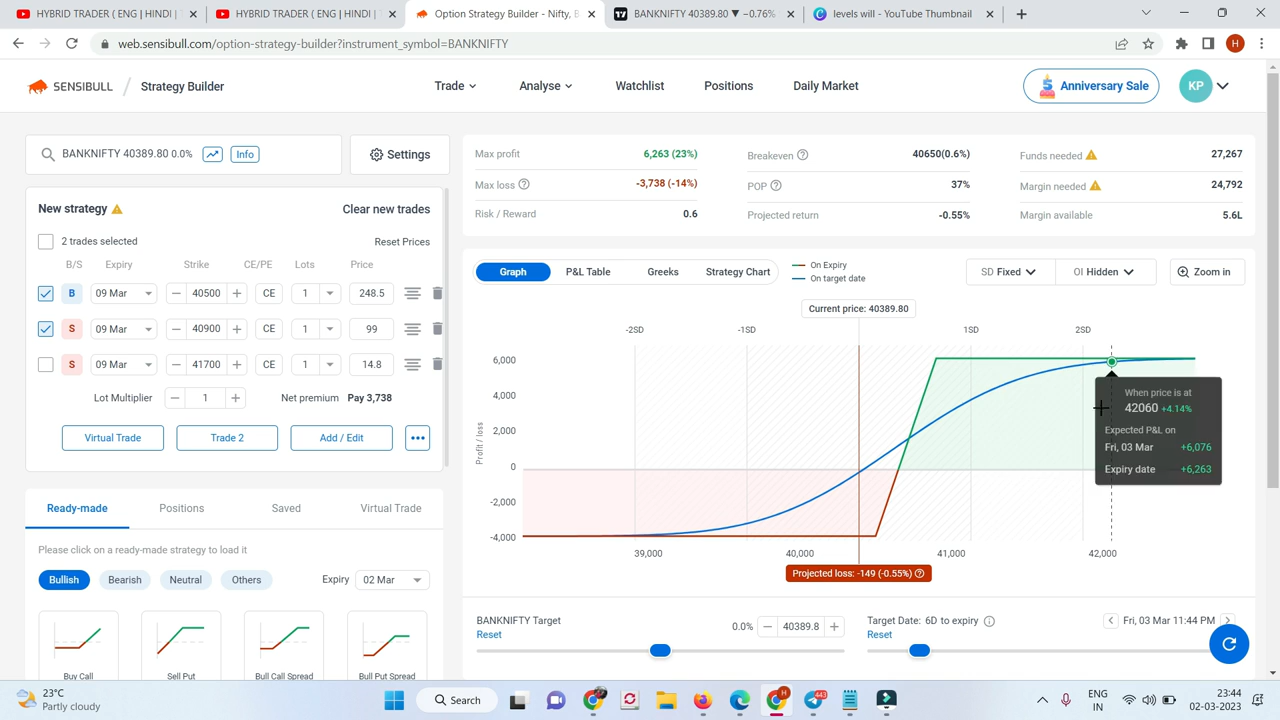 HYBRID TRADER ( ENG | HINDI |
HYBRID TRADER ( ENG | HINDI |
Option Strategy Builder - Nifty, B
BANKNIFTY 40389.80 ▼ −0.76%
levels will - YouTube Thumbnail
web.sensibull.com/option-strategy-builder?instrument_symbol=BANKNIFTY
H
SENSIBULL / Strategy Builder
Trade
Analyse
Watchlist
Positions
Daily Market
5
Anniversary Sale
KP
BANKNIFTY 40389.80 0.0%
Info
Settings
Max profit 6,263 (23%)
Breakeven 40650(0.6%)
Funds needed 27,267
Max loss -3,738 (-14%)
POP 37%
Margin needed 24,792
Risk / Reward 0.6
Projected return -0.55%
Margin available 5.6L
New strategy
Clear new trades
2 trades selected
Reset Prices
B/S Expiry Strike CE/PE Lots Price
B 09 Mar 40500 CE 1 248.5
S 09 Mar 40900 CE 1 99
S 09 Mar 41700 CE 1 14.8
Lot Multiplier 1 Net premium Pay 3,738
Virtual Trade
Trade 2
Add / Edit
Graph
P&L Table
Greeks
Strategy Chart
On Expiry
On target date
SD Fixed
OI Hidden
Zoom in
Current price: 40389.80
-2SD -1SD 1SD 2SD
6,000
4,000
2,000
0
-2,000
-4,000
Profit / loss
When price is at
42060 +4.14%
Expected P&L on
Fri, 03 Mar +6,076
Expiry date +6,263
39,000 40,000 41,000 42,000
Projected loss: -149 (-0.55%)
Ready-made
Positions
Saved
Virtual Trade
Please click on a ready-made strategy to load it
Bullish
Bearish
Neutral
Others
Expiry 02 Mar
Buy Call
Sell Put
Bull Call Spread
Bull Put Spread
BANKNIFTY Target
Reset
0.0% 40389.8
Target Date: 6D to expiry
Reset
Fri, 03 Mar 11:44 PM
23°C
Partly cloudy
Search
H
443
ENG
IN
23:44
02-03-2023